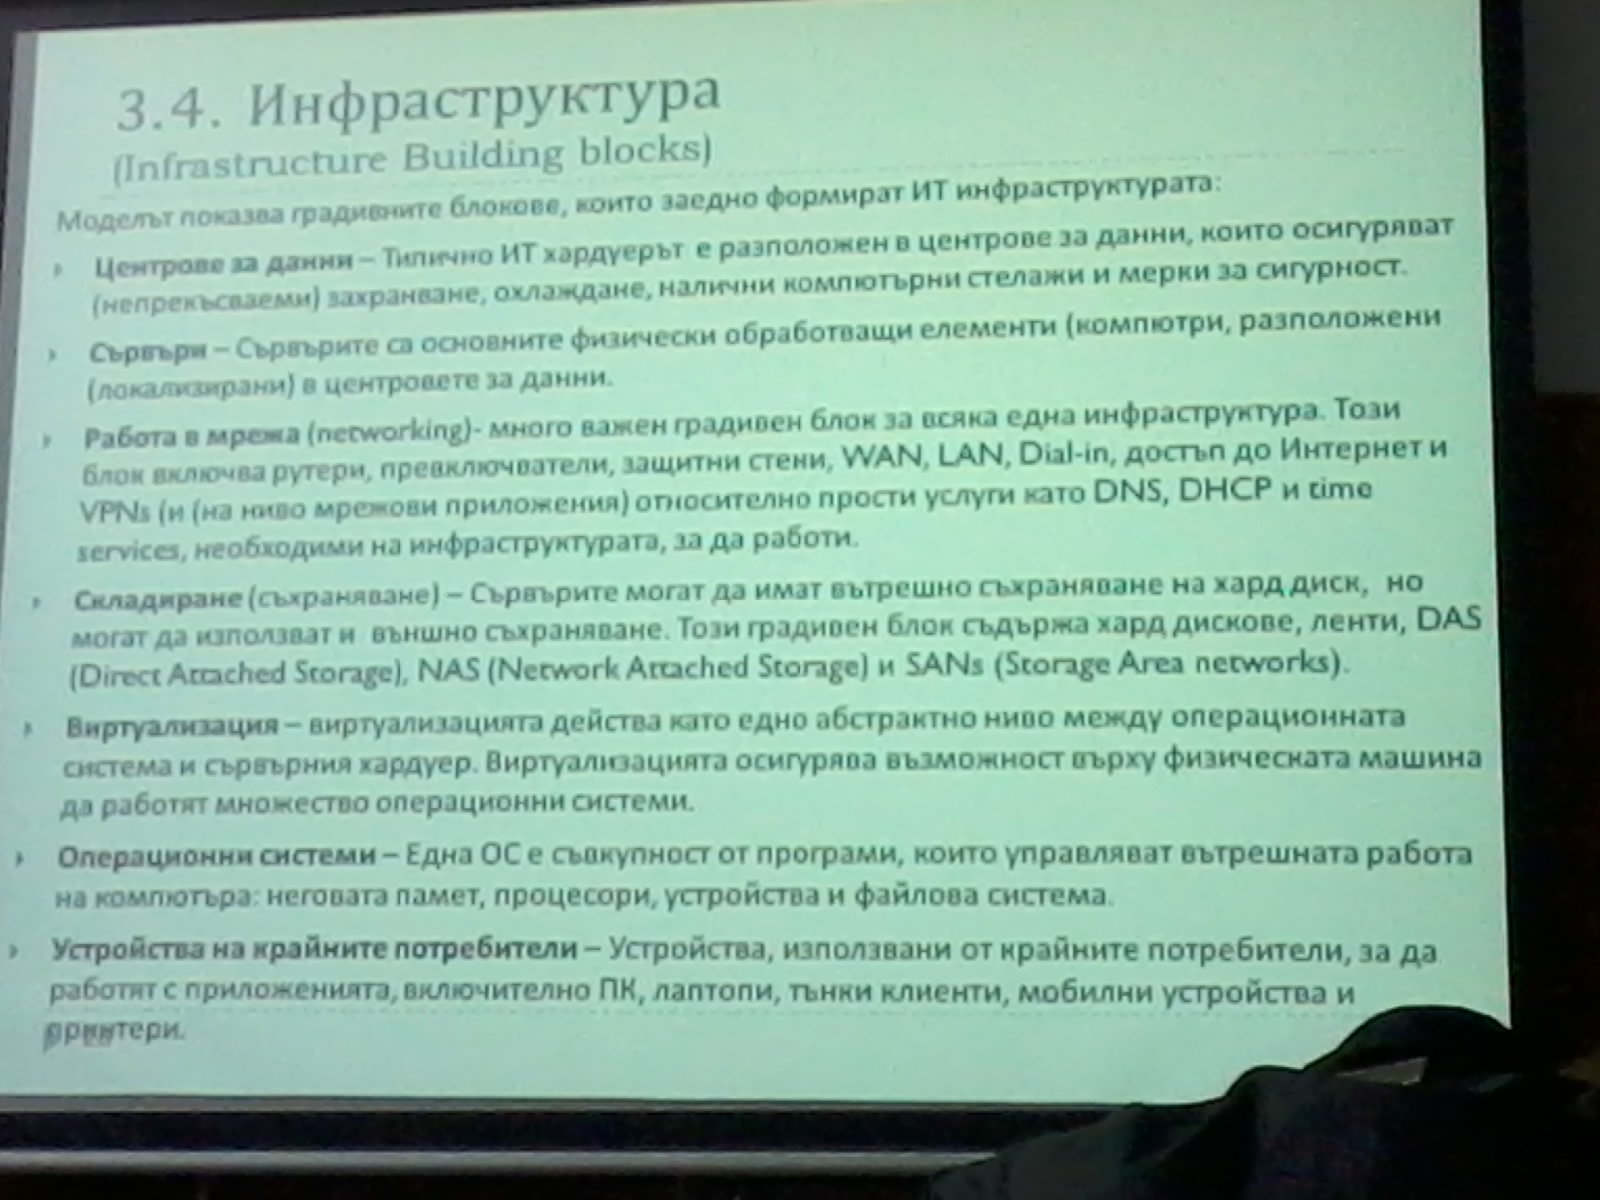 3.4. Инфраструктура
(Infrastructure Building blocks)
Моделът показва градивните блокове, които заедно формират ИТ инфраструктурата:
Центрове за данни – Типично ИТ хардуерът е разположен в центрове за данни, които осигуряват
(непрекъсваеми) захранване, охлаждане, налични компютърни стелажи и мерки за сигурност.
Сървъри – Сървърите са основните физически обработващи елементи (компютри, разположени
(локализирани) в центровете за данни.
Работа в мрежа (networking)- много важен градивен блок за всяка една инфраструктура. Този
блок включва рутери, превключватели, защитни стени, WAN, LAN, Dial-in, достъп до Интернет и
VPNs (и (на ниво мрежови приложения) относително прости услуги като DNS, DHCP и time
services, необходими на инфраструктурата, за да работи.
Складиране (съхраняване) – Сървърите могат да имат вътрешно съхраняване на хард диск, но
могат да използват и външно съхраняване. Този градивен блок съдържа хард дискове, ленти, DAS
(Direct Attached Storage), NAS (Network Attached Storage) и SANs (Storage Area networks).
Виртуализация – виртуализацията действа като едно абстрактно ниво между операционната
система и сървърния хардуер. Виртуализацията осигурява възможност върху физическата машина
да работят множество операционни системи.
Операционни системи – Една ОС е съвкупност от програми, които управляват вътрешната работа
на компютъра: неговата памет, процесори, устройства и файлова система.
Устройства на крайните потребители – Устройства, използвани от крайните потребители, за да
работят с приложенията, включително ПК, лаптопи, тънки клиенти, мобилни устройства и
принтери.